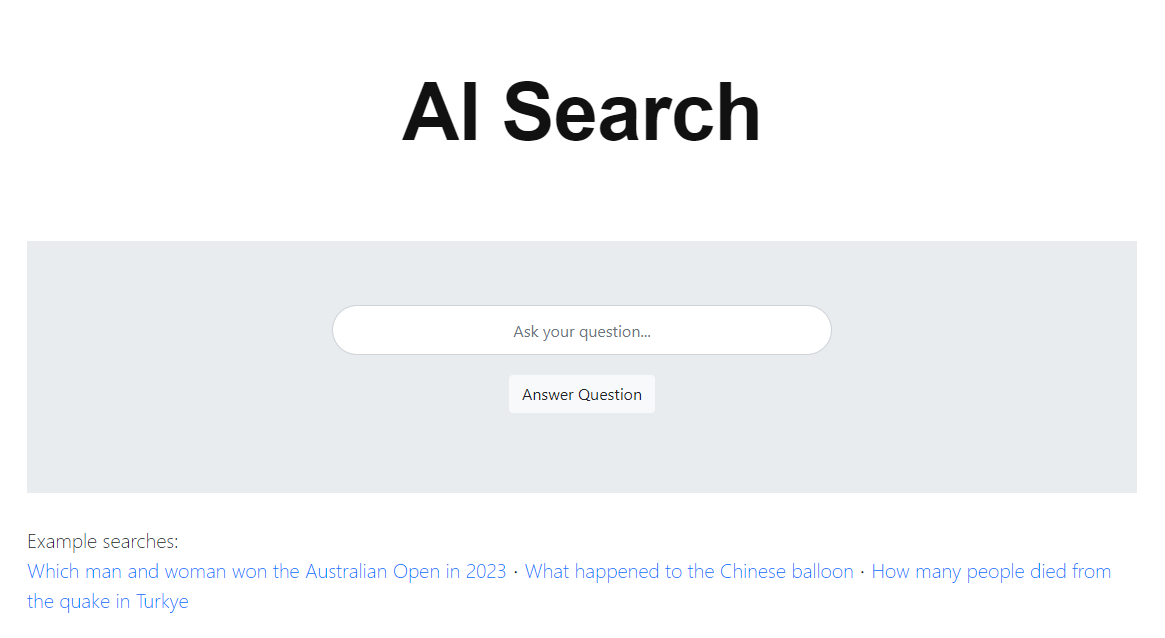 AI Search
Ask your question...
Answer Question
Example searches:
Which man and woman won the Australian Open in 2023 · What happened to the Chinese balloon · How many people died from
the quake in Turkye